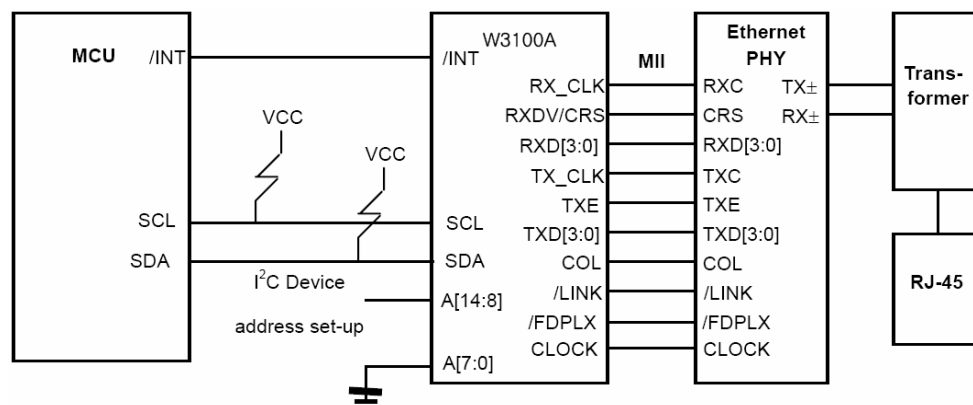 MCU
/INT
VCC
VCC
SCL
SDA
I²C Device
address set-up
W3100A
/INT
RX_CLK
RXDV/CRS
RXD[3:0]
TX_CLK
TXE
TXD[3:0]
COL
/LINK
/FDPLX
CLOCK
SCL
SDA
A[14:8]
A[7:0]
MII
Ethernet
PHY
RXC
CRS
RXD[3:0]
TXC
TXE
TXD[3:0]
COL
/LINK
/FDPLX
CLOCK
TX±
RX±
Trans-
former
RJ-45